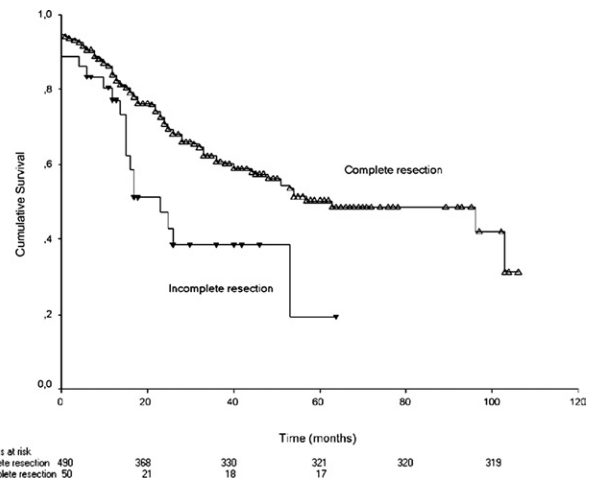 1,0
,8
,6
,4
,2
0,0
Cumulative Survival
Complete resection
Incomplete resection
0 20 40 60 80 100 120
Time (months)
s at risk
ete resection 490 368 330 321 320 319
plete resection 50 21 18 17